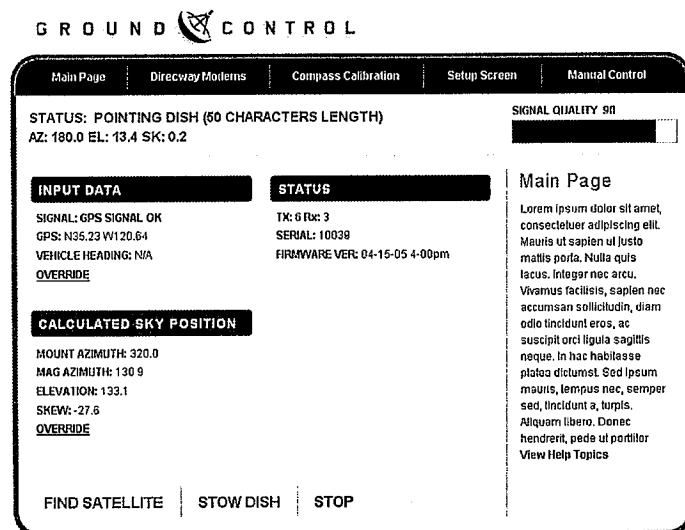 GROUND CONTROL
Main Page
Direcway Modems
Compass Calibration
Setup Screen
Manual Control
STATUS: POINTING DISH (60 CHARACTERS LENGTH)
AZ: 180.0 EL: 13.4 SK: 0.2
SIGNAL QUALITY 90
INPUT DATA
SIGNAL: GPS SIGNAL OK
GPS: N35.23 W120.64
VEHICLE HEADING: N/A
OVERRIDE
STATUS
TX: 6 Rx: 3
SERIAL: 10039
FIRMWARE VER: 04-15-05 4-00pm
CALCULATED SKY POSITION
MOUNT AZIMUTH: 320.0
MAG AZIMUTH: 130 9
ELEVATION: 133.1
SKEW: -27.6
OVERRIDE
FIND SATELLITE
STOW DISH
STOP
Main Page
Lorem ipsum dolor sit amet,
consectetuer adipiscing elit.
Mauris ut sapien ut justo
mattis porta. Nulla quis
lacus. Integer nec arcu.
Vivamus facilisis, sapien nec
accumsan sollicitudin, diam
odio tincidunt eros, ac
suscipit orci ligula sagittis
neque. In hac habitasse
platea dictumst. Sed ipsum
mauris, tempus nec, semper
sed, tincidunt a, turpis.
Aliquam libero. Donec
hendrerit, pede ut porttitor
View Help Topics